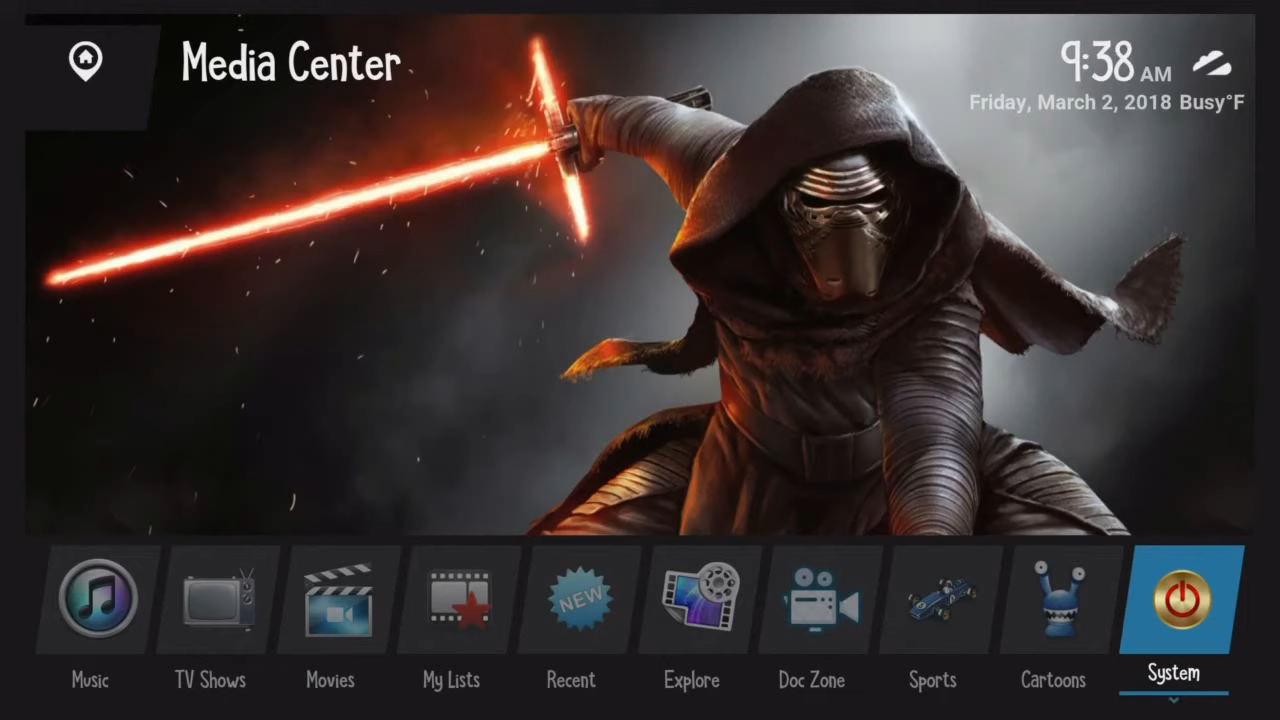 Media Center
9:38 AM
Friday, March 2, 2018 Busy°F
NEW
Music
TV Shows
Movies
My Lists
Recent
Explore
Doc Zone
Sports
Cartoons
System